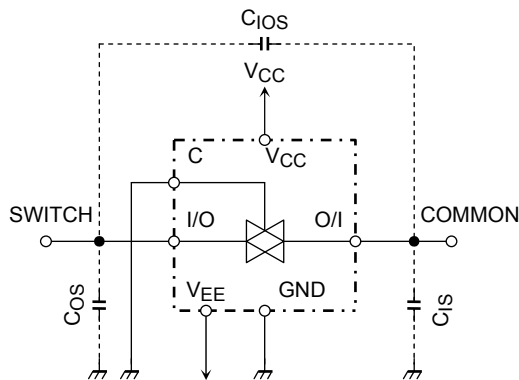 CIOS
VCC
C
VCC
SWITCH
I/O
O/I
COMMON
COS
VEE
GND
CIS